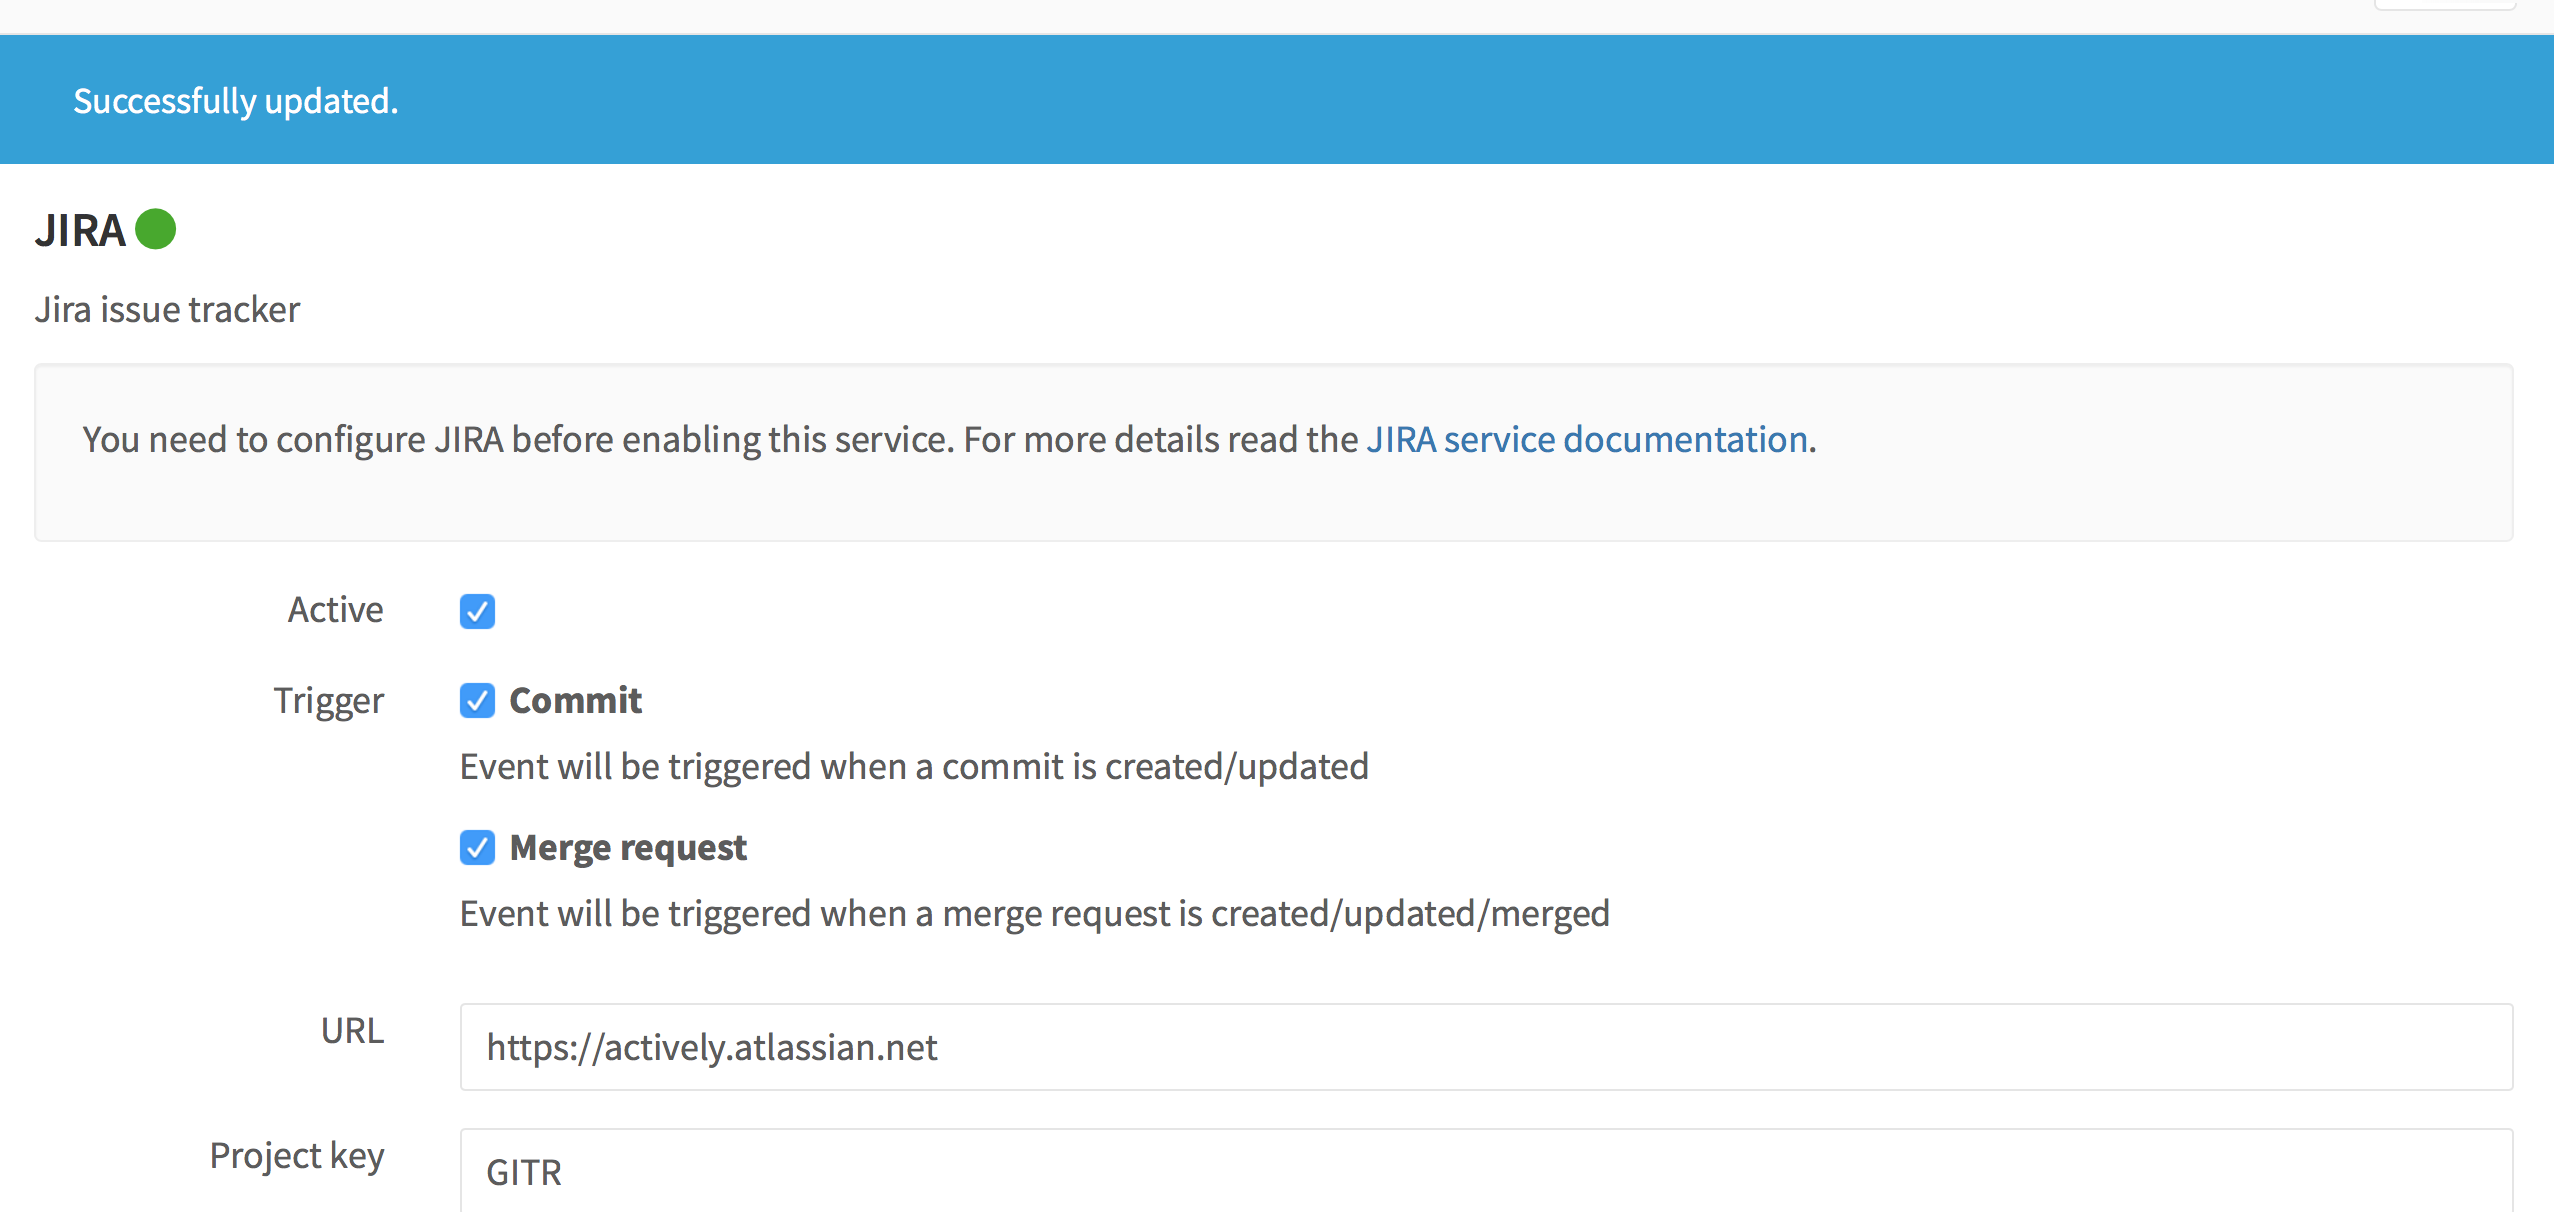 Successfully updated.
JIRA
Jira issue tracker
You need to configure JIRA before enabling this service. For more details read the JIRA service documentation.
Active
Trigger
Commit
Event will be triggered when a commit is created/updated
Merge request
Event will be triggered when a merge request is created/updated/merged
URL
https://actively.atlassian.net
Project key
GITR